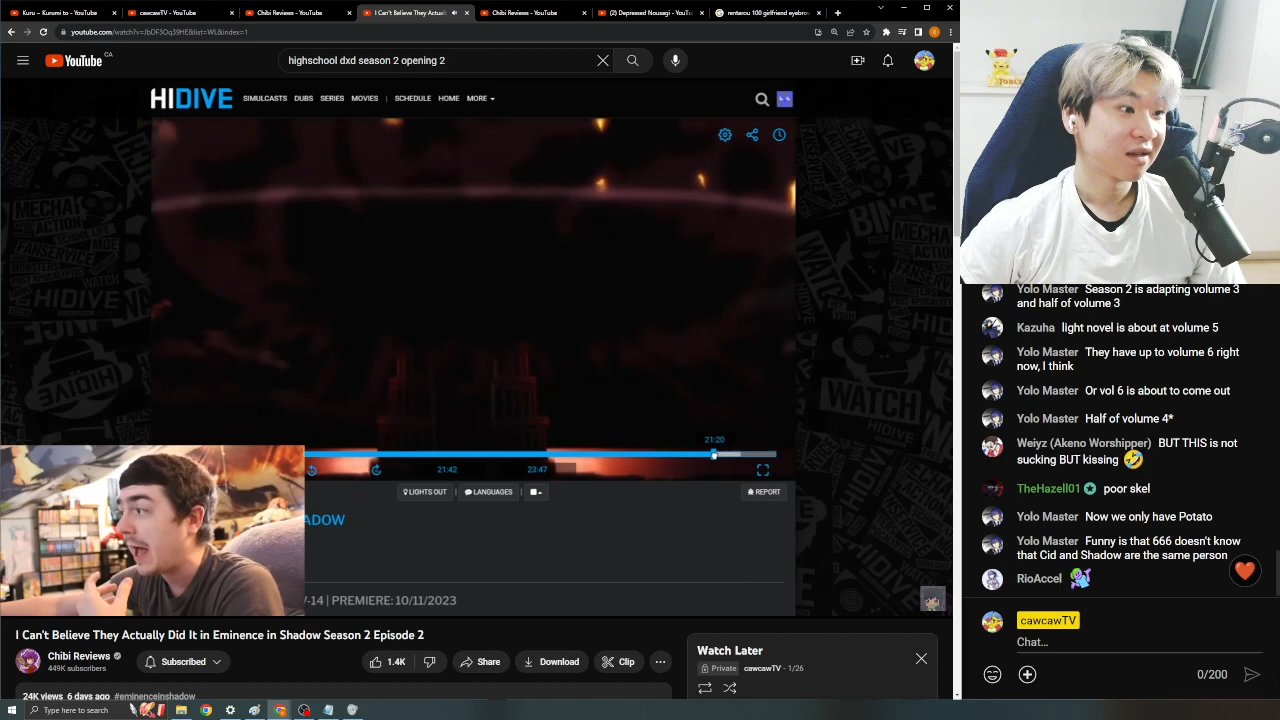 Kuru ~ Kurumi to - YouTube
cawcawTV - YouTube
Chibi Reviews - YouTube
I Can't Believe They Actuall
Chibi Reviews - YouTube
(2) Depressed Nousagi - YouTu
renterou 100 girlfriend eyebro
youtube.com/watch?v=JbDF3Oq39HE&list=WL&index=1
YouTube CA
highschool dxd season 2 opening 2
HIDIVE
SIMULCASTS DUBS SERIES MOVIES | SCHEDULE HOME MORE
MECHA
ACTION
FANSERVICE
HIDIVE
BINGE
WATCH
21:20
21:42 23:47
LIGHTS OUT | LANGUAGES |
REPORT
ADOW
-14 | PREMIERE: 10/11/2023
I Can't Believe They Actually Did It in Eminence in Shadow Season 2 Episode 2
Chibi Reviews
449K subscribers
Subscribed
1.4K
Share
Download
Clip
24K views 6 days ago #eminenceinshadow
Watch Later
Private cawcawTV - 1/26
Type here to search
Yolo Master Season 2 is adapting volume 3
and half of volume 3
Kazuha light novel is about at volume 5
Yolo Master They have up to volume 6 right
now, I think
Yolo Master Or vol 6 is about to come out
Yolo Master Half of volume 4*
Weiyz (Akeno Worshipper) BUT THIS is not
sucking BUT kissing
TheHazell01 poor skel
Yolo Master Now we only have Potato
Yolo Master Funny is that 666 doesn't know
that Cid and Shadow are the same person
RioAccel
cawcawTV
Chat...
0/200